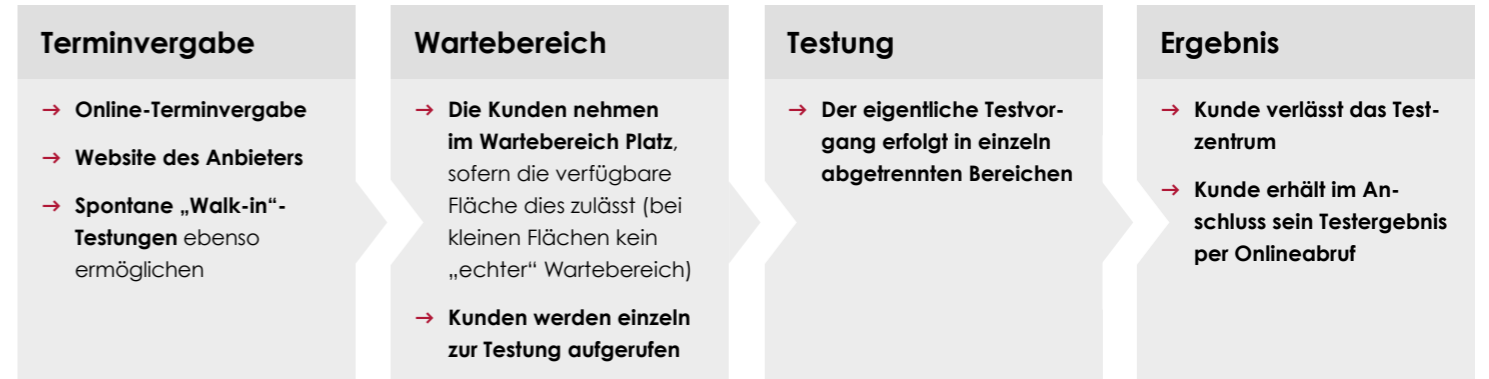 Terminvergabe
→ Online-Terminvergabe
→ Website des Anbieters
→ Spontane „Walk-in“-
Testungen ebenso
ermöglichen
Wartebereich
→ Die Kunden nehmen
im Wartebereich Platz,
sofern die verfügbare
Fläche dies zulässt (bei
kleinen Flächen kein
„echter“ Wartebereich)
→ Kunden werden einzeln
zur Testung aufgerufen
Testung
→ Der eigentliche Testvor-
gang erfolgt in einzeln
abgetrennten Bereichen
Ergebnis
→ Kunde verlässt das Test-
zentrum
→ Kunde erhält im An-
schluss sein Testergebnis
per Onlineabruf